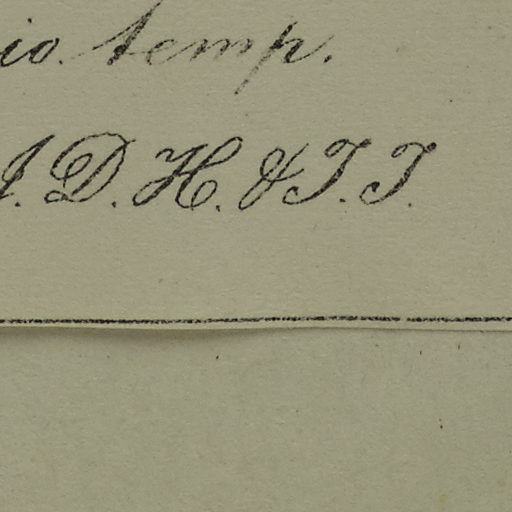 io. temp.
J. D. H. & T. T.